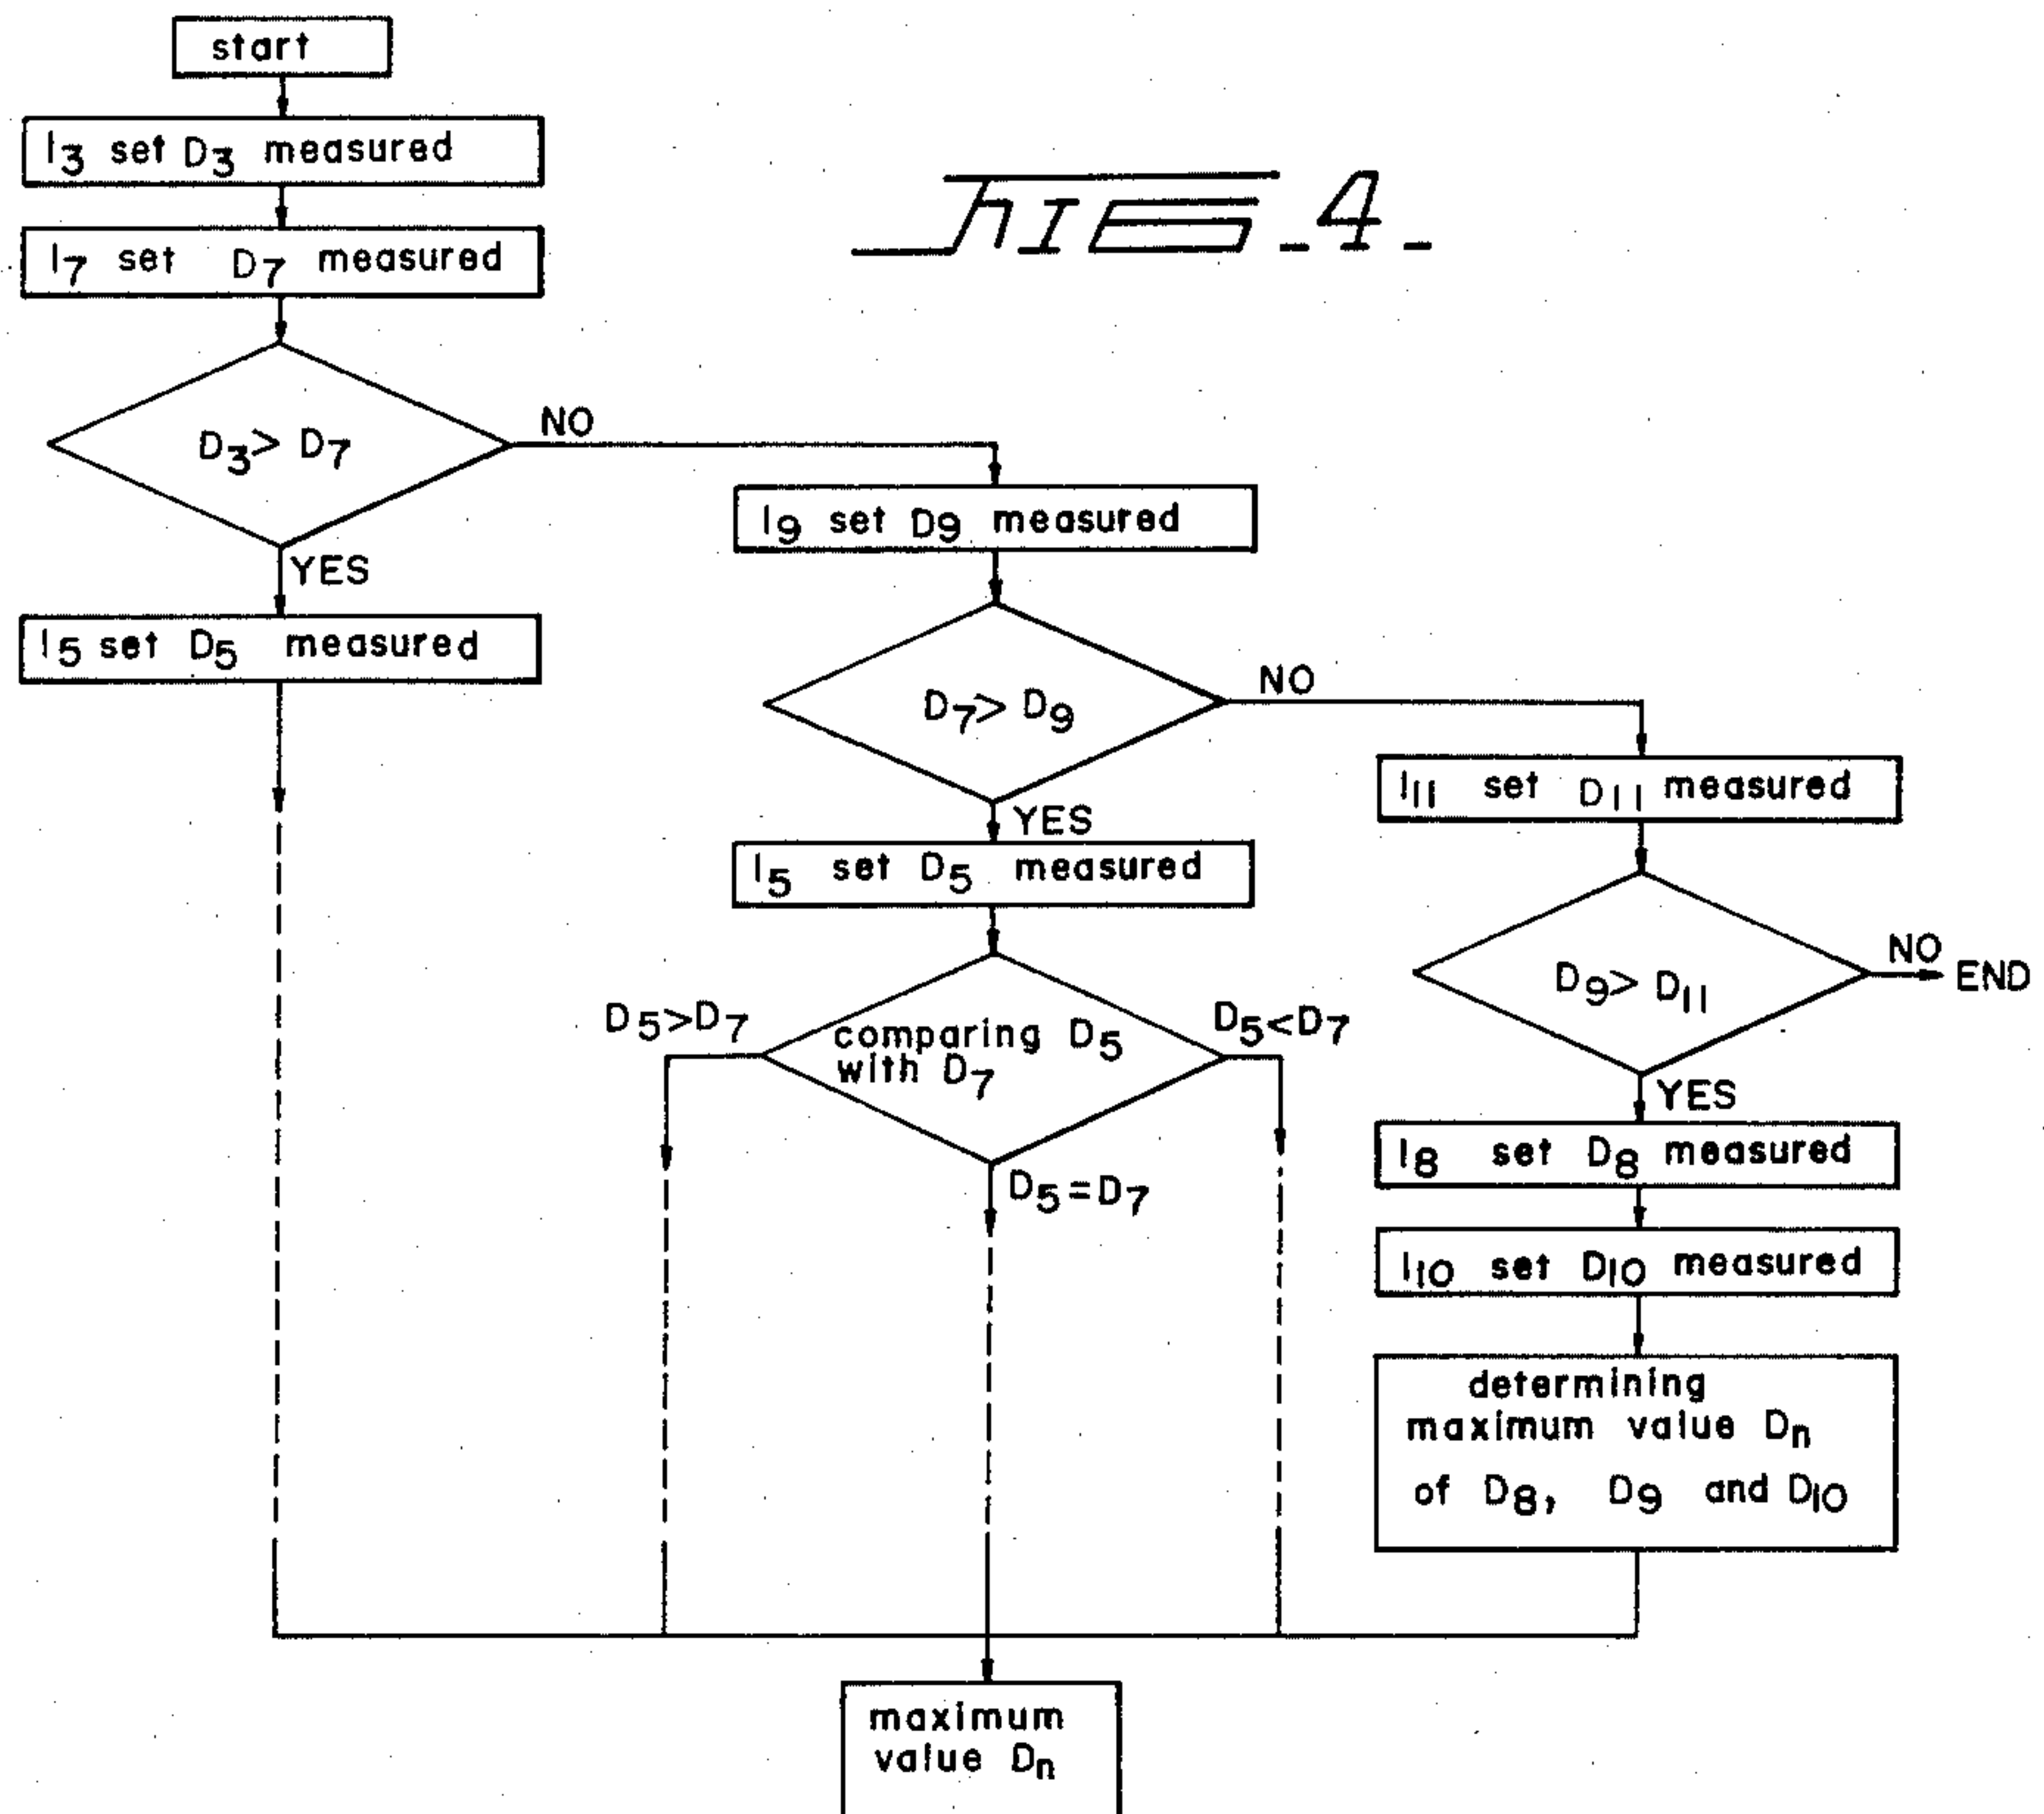 start
I3 set D3 measured
FIG_4_
I7 set D7 measured
D3> D7
NO
YES
I5 set D5 measured
I9 set D9 measured
D7> D9
NO
YES
I5 set D5 measured
comparing D5
with D7
D5>D7
D5<D7
D5=D7
I11 set D11 measured
D9> D11
NO
END
YES
I8 set D8 measured
I10 set D10 measured
determining
maximum value Dn
of D8, D9 and D10
maximum
value Dn